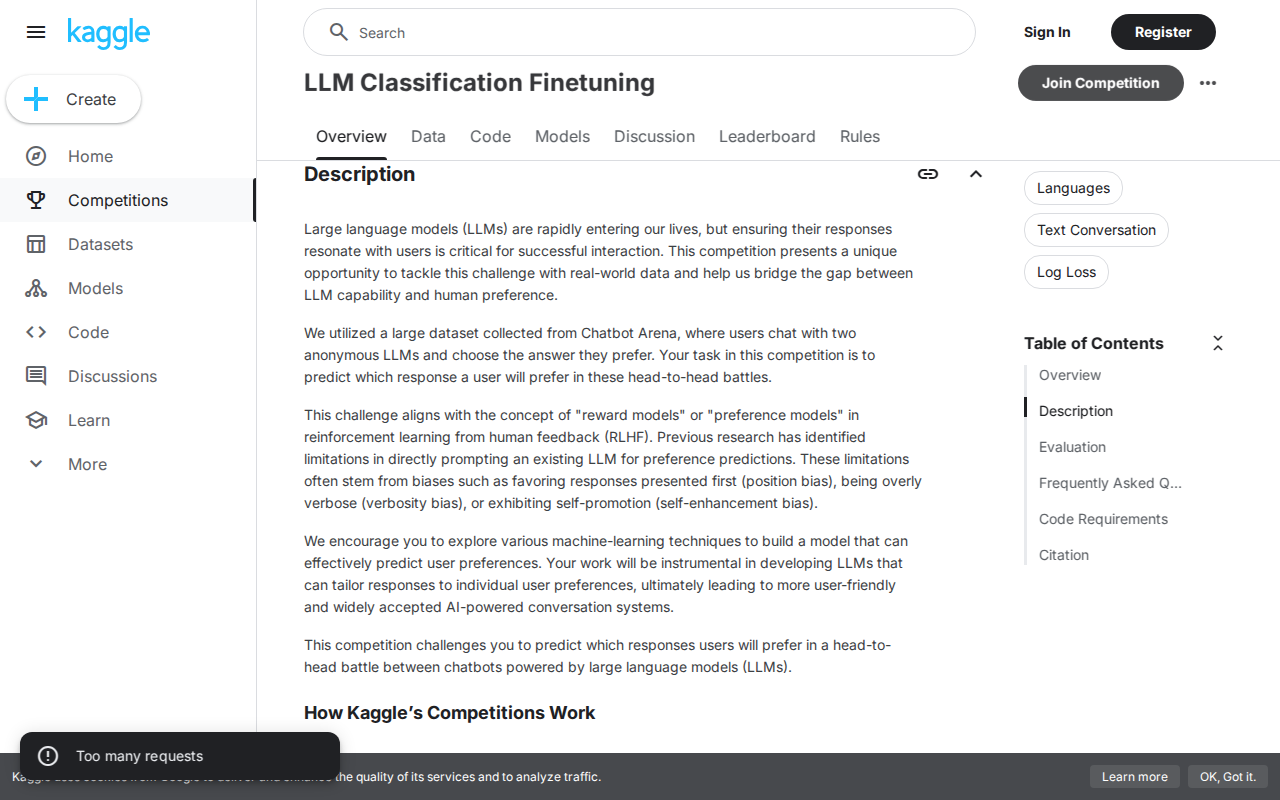 kaggle
Search
Sign In
Register
LLM Classification Finetuning
Join Competition
Overview
Data
Code
Models
Discussion
Leaderboard
Rules
Create
Home
Competitions
Datasets
Models
Code
Discussions
Learn
More
Description
Large language models (LLMs) are rapidly entering our lives, but ensuring their responses
resonate with users is critical for successful interaction. This competition presents a unique
opportunity to tackle this challenge with real-world data and help us bridge the gap between
LLM capability and human preference.
We utilized a large dataset collected from Chatbot Arena, where users chat with two
anonymous LLMs and choose the answer they prefer. Your task in this competition is to
predict which response a user will prefer in these head-to-head battles.
This challenge aligns with the concept of "reward models" or "preference models" in
reinforcement learning from human feedback (RLHF). Previous research has identified
limitations in directly prompting an existing LLM for preference predictions. These limitations
often stem from biases such as favoring responses presented first (position bias), being overly
verbose (verbosity bias), or exhibiting self-promotion (self-enhancement bias).
We encourage you to explore various machine-learning techniques to build a model that can
effectively predict user preferences. Your work will be instrumental in developing LLMs that
can tailor responses to individual user preferences, ultimately leading to more user-friendly
and widely accepted AI-powered conversation systems.
This competition challenges you to predict which responses users will prefer in a head-to-
head battle between chatbots powered by large language models (LLMs).
How Kaggle’s Competitions Work
Languages
Text Conversation
Log Loss
Table of Contents
Overview
Description
Evaluation
Frequently Asked Q...
Code Requirements
Citation
Too many requests
the quality of its services and to analyze traffic.
Learn more
OK, Got it.